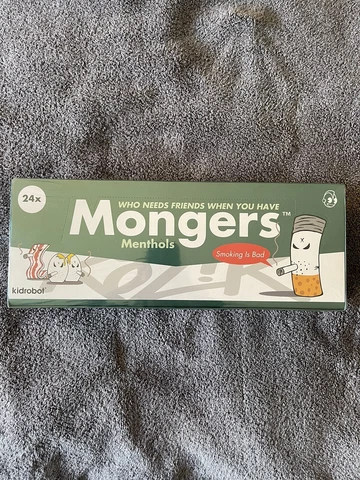 24x
WHO NEEDS FRIENDS WHEN YOU HAVE
Mongers™
Menthols
Smoking Is Bad
kidrobot